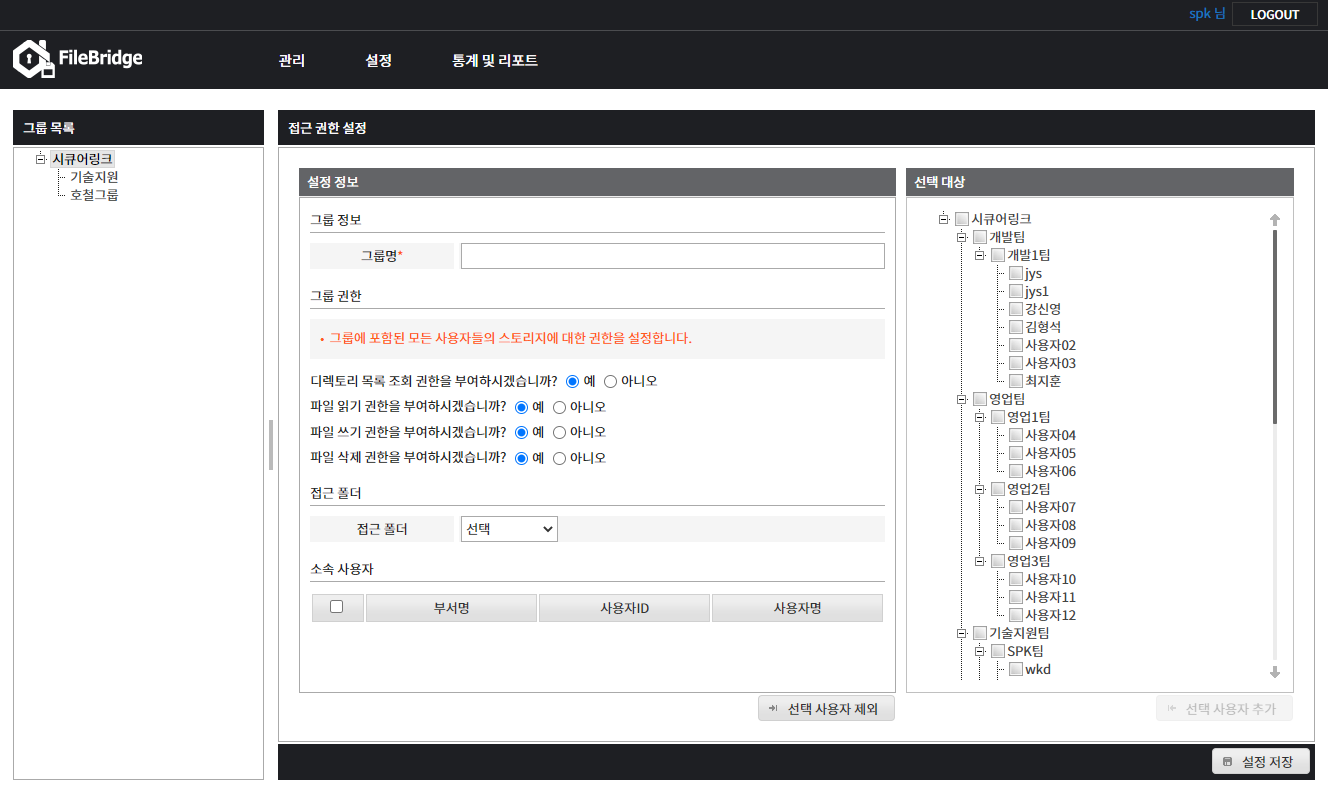 spk 님
LOGOUT
FileBridge
관리
설정
통계 및 리포트
그룹 목록
시큐어링크
기술지원
호철그룹
접근 권한 설정
설정 정보
그룹 정보
그룹명*
그룹 권한
• 그룹에 포함된 모든 사용자들의 스토리지에 대한 권한을 설정합니다.
디렉토리 목록 조회 권한을 부여하시겠습니까? 예 아니오
파일 읽기 권한을 부여하시겠습니까? 예 아니오
파일 쓰기 권한을 부여하시겠습니까? 예 아니오
파일 삭제 권한을 부여하시겠습니까? 예 아니오
접근 폴더
접근 폴더 선택
소속 사용자
부서명 사용자ID 사용자명
선택 사용자 제외
선택 대상
시큐어링크
개발팀
개발1팀
jys
jys1
강신영
김형석
사용자02
사용자03
최지훈
영업팀
영업1팀
사용자04
사용자05
사용자06
영업2팀
사용자07
사용자08
사용자09
영업3팀
사용자10
사용자11
사용자12
기술지원팀
SPK팀
wkd
선택 사용자 추가
설정 저장